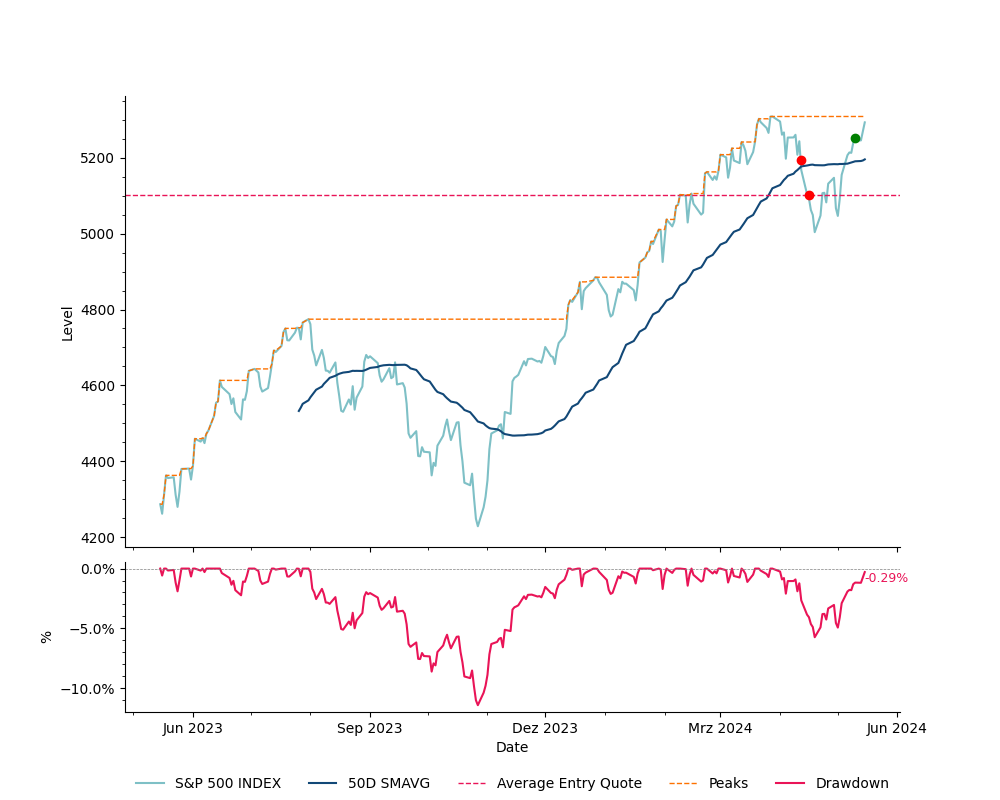 Level
5200
5000
4800
4600
4400
4200
%
0.0%
−5.0%
−10.0%
-0.29%
Jun 2023
Sep 2023
Dez 2023
Mrz 2024
Jun 2024
Date
S&P 500 INDEX
50D SMAVG
Average Entry Quote
Peaks
Drawdown